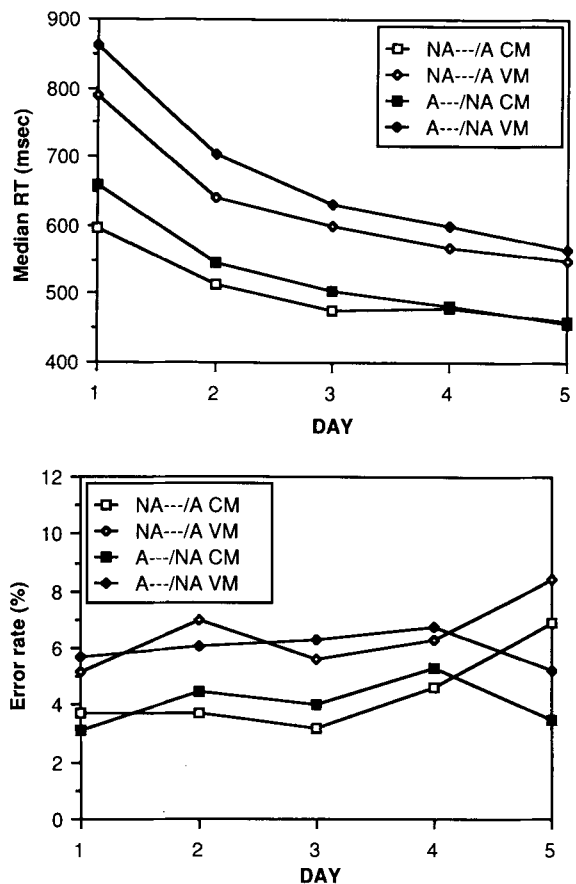 900
800
700
600
500
400
Median RT (msec)
NA---/A CM
NA---/A VM
A---/NA CM
A---/NA VM
1 2 3 4 5
DAY
12
10
8
6
4
2
0
Error rate (%)
NA---/A CM
NA---/A VM
A---/NA CM
A---/NA VM
1 2 3 4 5
DAY